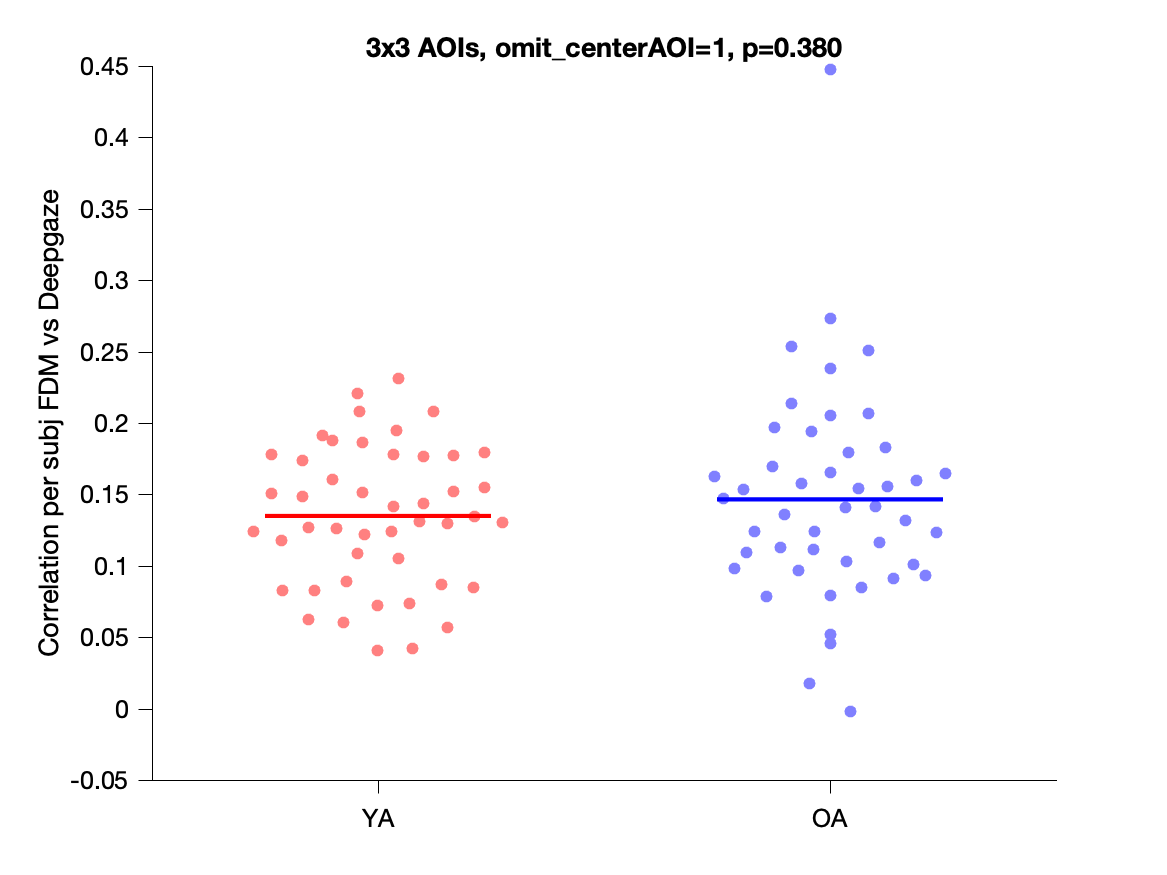 3x3 AOIs, omit_centerAOI=1, p=0.380
Correlation per subj FDM vs Deepgaze
0.45
0.4
0.35
0.3
0.25
0.2
0.15
0.1
0.05
0
-0.05
YA
OA